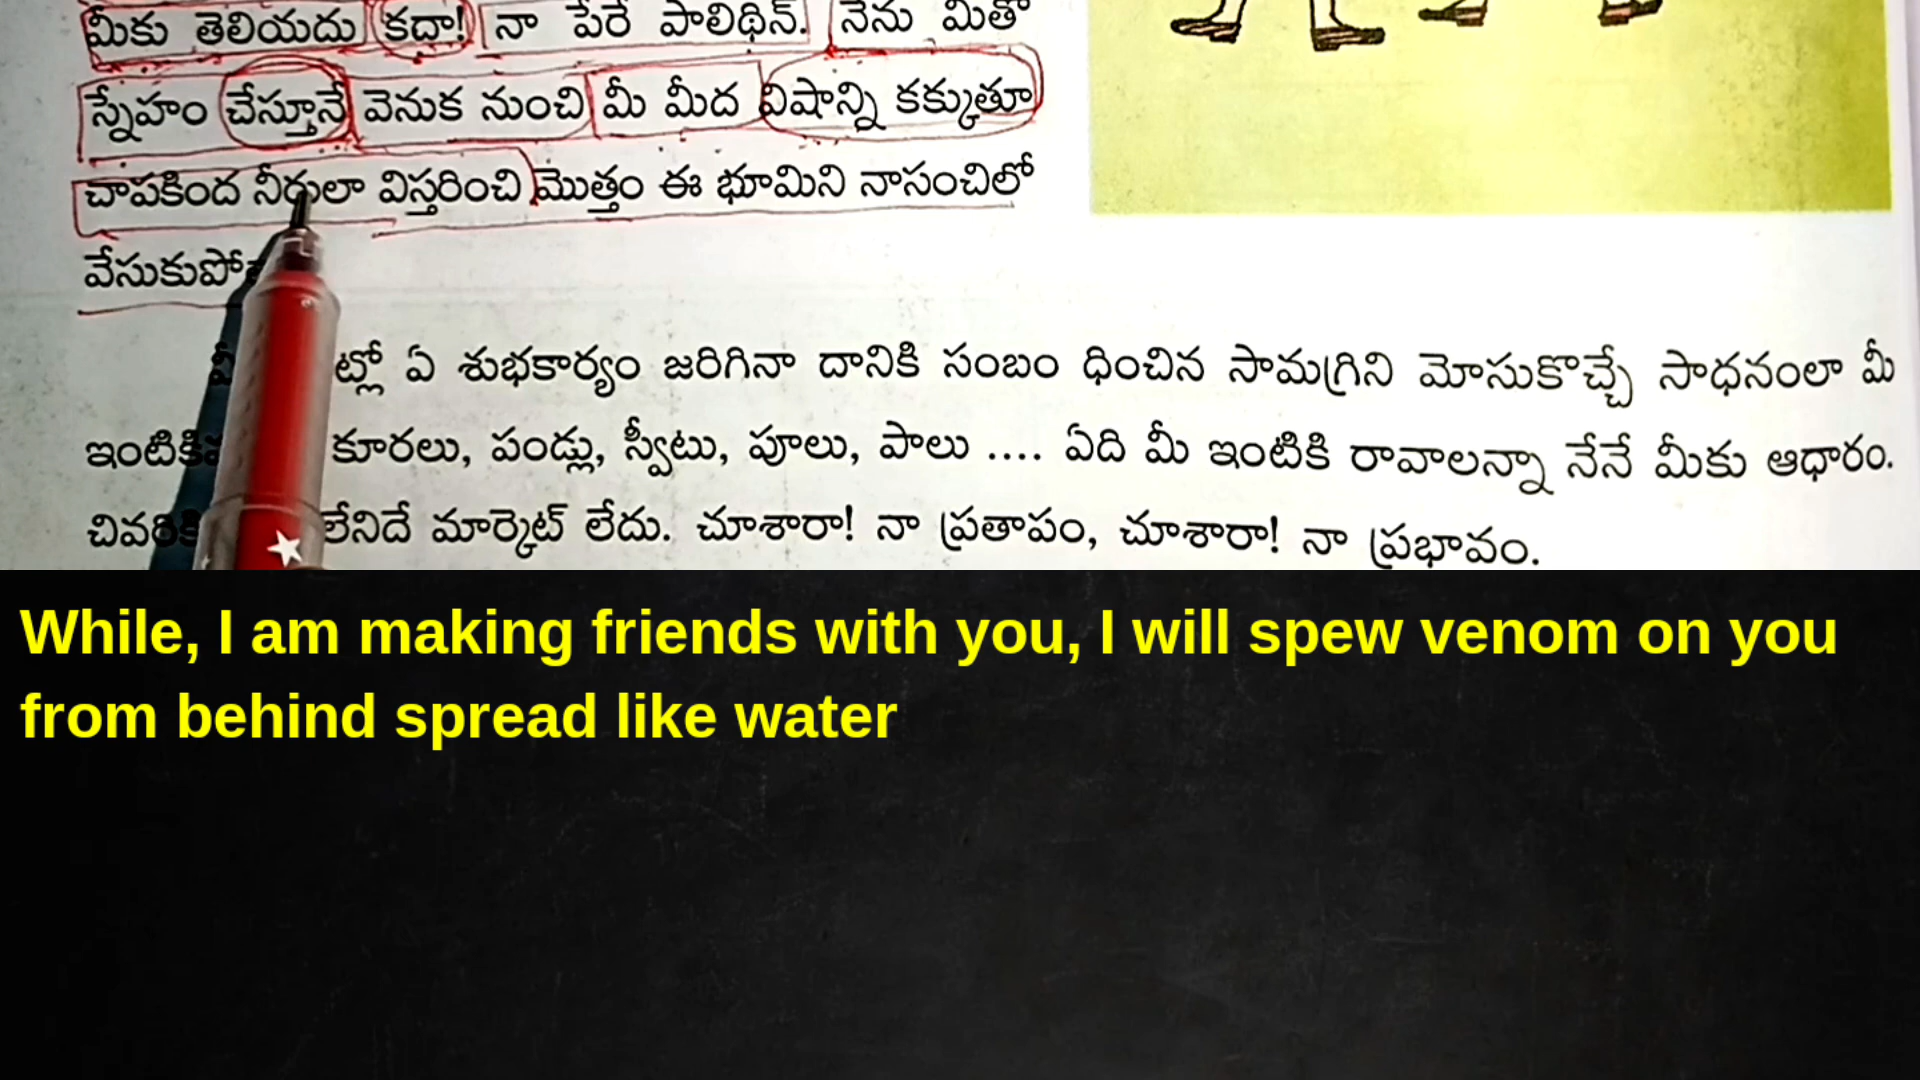 మీకు తెలియదు కదా! నా పేరే పాలిథిన్. నేను మీతో
స్నేహం చేస్తూనే వెనుక నుంచి మీ మీద విషాన్ని కక్కుతూ
చాపకింద నీరులా విస్తరించి మొత్తం ఈ భూమిని నాసంచిలో
ఏ శుభకార్యం జరిగినా దానికి సంబం ధించిన సామగ్రిని మోసుకొచ్చే సాధనంలా మీ
కూరలు, పండ్లు, స్వీటు, పూలు, పాలు .... ఏది మీ ఇంటికి రావాలన్నా నేనే మీకు ఆధారం.
లేనిదే మార్కెట్ లేదు. చూశారా! నా ప్రతాపం, చూశారా! నా ప్రభావం.
While, I am making friends with you, I will spew venom on you
from behind spread like water